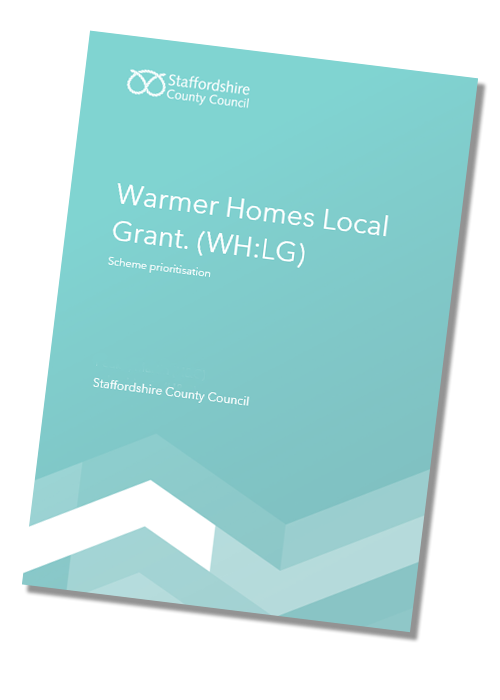 Staffordshire
County Council
Warmer Homes Local
Grant. (WH:LG)
Scheme prioritisation
Staffordshire County Council